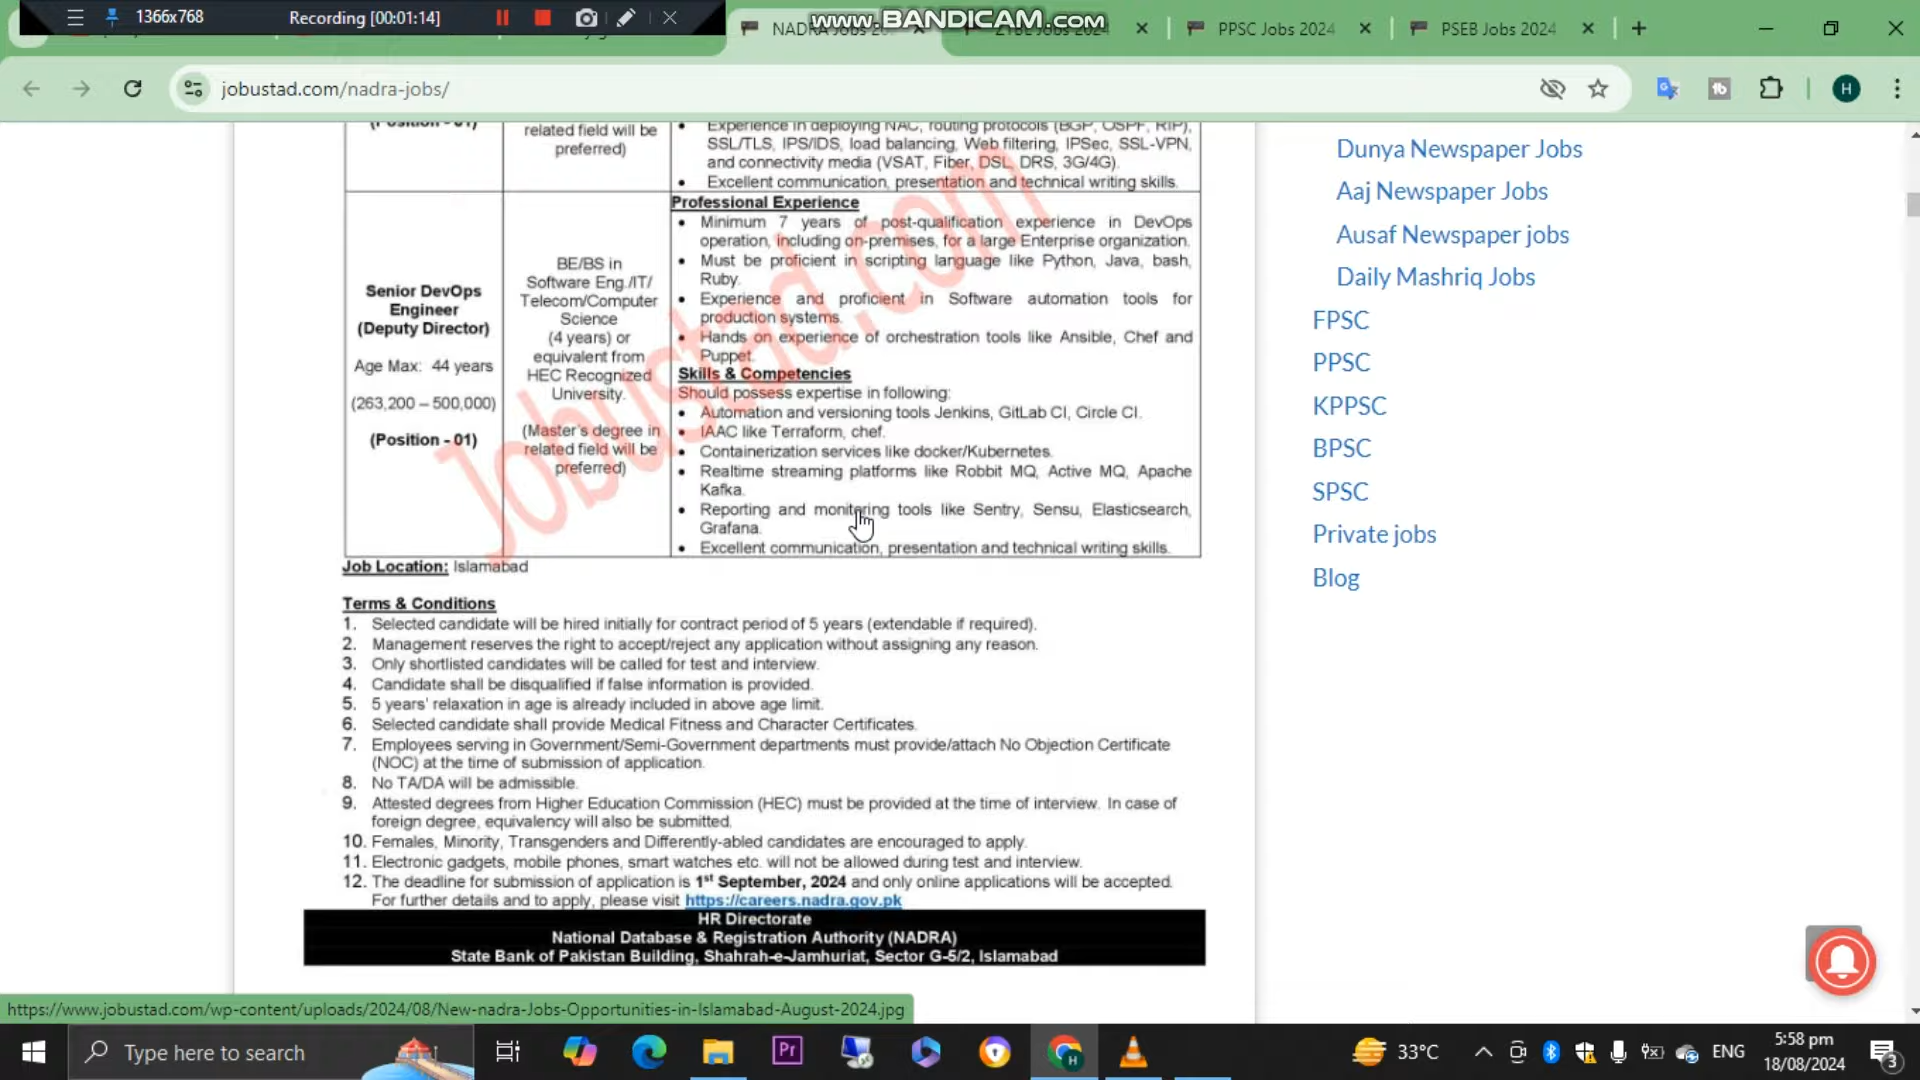 1366x768
Recording [00:01:14]
www.BANDICAM.com
NADRA Jobs 20
ZTBL Jobs 2024
PPSC Jobs 2024
PSEB Jobs 2024
jobustad.com/nadra-jobs/
H
(Position - 01)
related field will be
preferred)
• Experience in deploying NAC, routing protocols (BGP, OSPF, RIP),
SSL/TLS, IPS/IDS, load balancing, Web filtering, IPSec, SSL-VPN,
and connectivity media (VSAT, Fiber, DSL, DRS, 3G/4G).
• Excellent communication, presentation and technical writing skills.
Senior DevOps
Engineer
(Deputy Director)
Age Max: 44 years
(263,200 – 500,000)
(Position - 01)
BE/BS in
Software Eng./IT/
Telecom/Computer
Science
(4 years) or
equivalent from
HEC Recognized
University.
(Master's degree in
related field will be
preferred)
Professional Experience
• Minimum 7 years of post-qualification experience in DevOps
operation, including on-premises, for a large Enterprise organization.
• Must be proficient in scripting language like Python, Java, bash,
Ruby.
• Experience and proficient in Software automation tools for
production systems.
• Hands on experience of orchestration tools like Ansible, Chef and
Puppet.
Skills & Competencies
Should possess expertise in following:
• Automation and versioning tools Jenkins, GitLab CI, Circle CI.
• IAAC like Terraform, chef.
• Containerization services like docker/Kubernetes.
• Realtime streaming platforms like Robbit MQ, Active MQ, Apache
Kafka.
• Reporting and monitering tools like Sentry, Sensu, Elasticsearch,
Grafana.
• Excellent communication, presentation and technical writing skills.
Jobustad.com
Job Location: Islamabad
Terms & Conditions
1. Selected candidate will be hired initially for contract period of 5 years (extendable if required).
2. Management reserves the right to accept/reject any application without assigning any reason.
3. Only shortlisted candidates will be called for test and interview.
4. Candidate shall be disqualified if false information is provided.
5. 5 years' relaxation in age is already included in above age limit.
6. Selected candidate shall provide Medical Fitness and Character Certificates.
7. Employees serving in Government/Semi-Government departments must provide/attach No Objection Certificate
(NOC) at the time of submission of application.
8. No TA/DA will be admissible.
9. Attested degrees from Higher Education Commission (HEC) must be provided at the time of interview. In case of
foreign degree, equivalency will also be submitted.
10. Females, Minority, Transgenders and Differently-abled candidates are encouraged to apply.
11. Electronic gadgets, mobile phones, smart watches etc. will not be allowed during test and interview.
12. The deadline for submission of application is 1st September, 2024 and only online applications will be accepted.
For further details and to apply, please visit https://careers.nadra.gov.pk
HR Directorate
National Database & Registration Authority (NADRA)
State Bank of Pakistan Building, Shahrah-e-Jamhuriat, Sector G-5/2, Islamabad
Dunya Newspaper Jobs
Aaj Newspaper Jobs
Ausaf Newspaper jobs
Daily Mashriq Jobs
FPSC
PPSC
KPPSC
BPSC
SPSC
Private jobs
Blog
https://www.jobustad.com/wp-content/uploads/2024/08/New-nadra-Jobs-Opportunities-in-Islamabad-August-2024.jpg
Type here to search
Pr
H
33°C
ENG
5:58 pm
18/08/2024
3